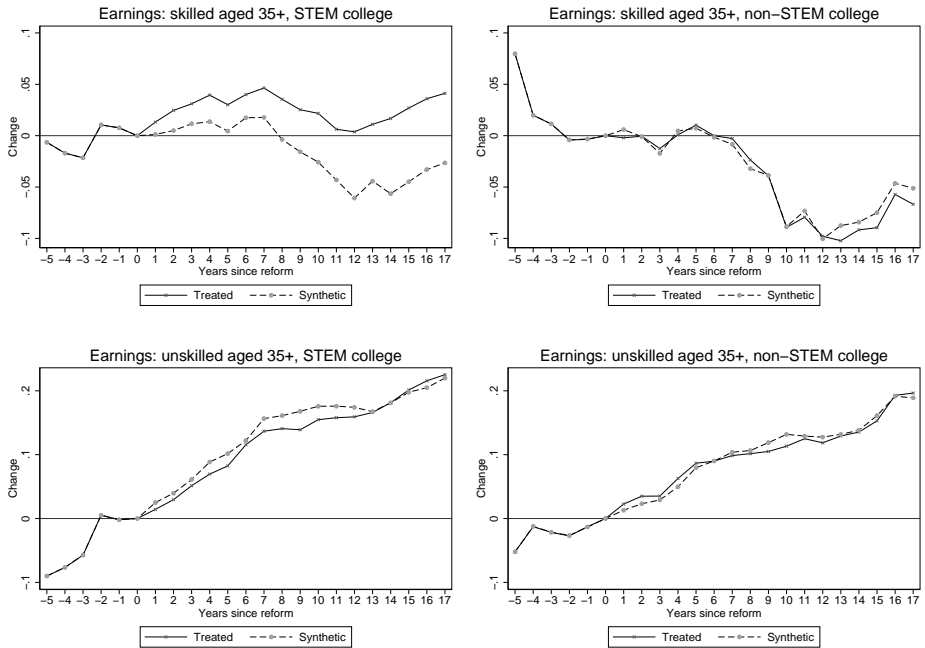 Earnings: skilled aged 35+, STEM college
.1
.05
0
−.05
−.1
Change
−5 −4 −3 −2 −1 0 1 2 3 4 5 6 7 8 9 10 11 12 13 14 15 16 17
Years since reform
Treated Synthetic
Earnings: skilled aged 35+, non−STEM college
.1
.05
0
−.05
−.1
Change
−5 −4 −3 −2 −1 0 1 2 3 4 5 6 7 8 9 10 11 12 13 14 15 16 17
Years since reform
Treated Synthetic
Earnings: unskilled aged 35+, STEM college
.2
.1
0
−.1
Change
−5 −4 −3 −2 −1 0 1 2 3 4 5 6 7 8 9 10 11 12 13 14 15 16 17
Years since reform
Treated Synthetic
Earnings: unskilled aged 35+, non−STEM college
.2
.1
0
−.1
Change
−5 −4 −3 −2 −1 0 1 2 3 4 5 6 7 8 9 10 11 12 13 14 15 16 17
Years since reform
Treated Synthetic